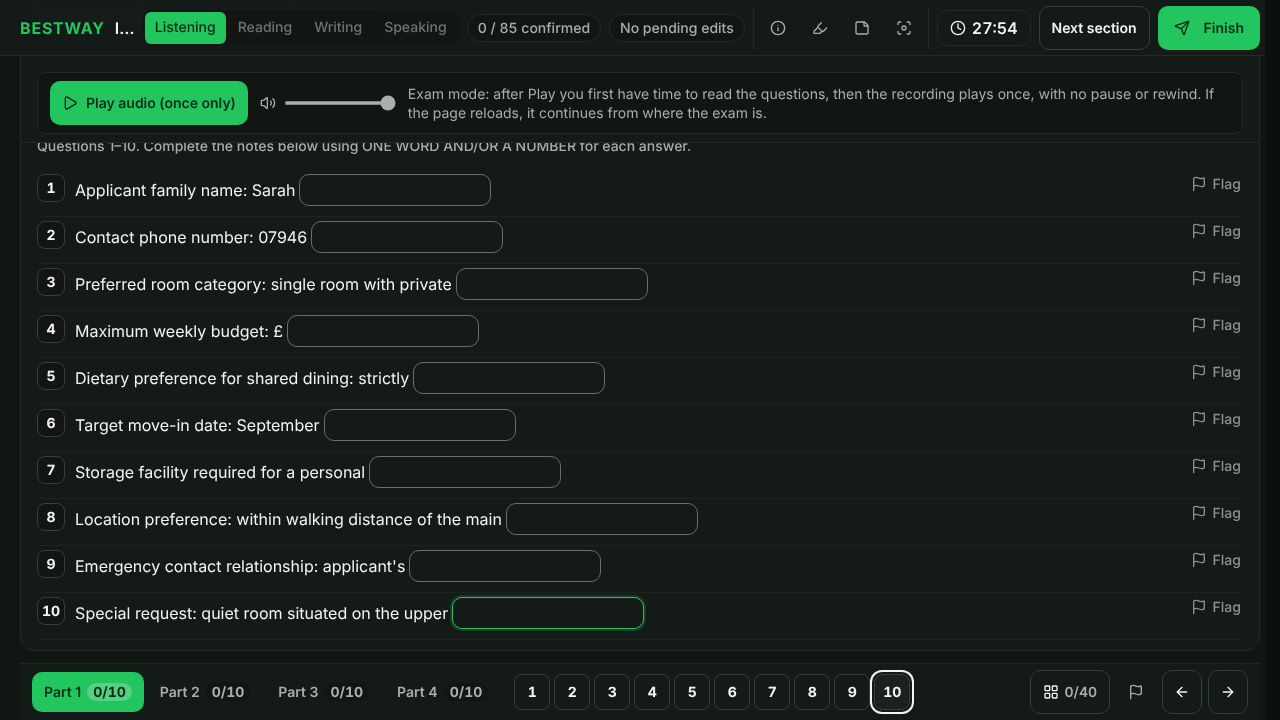 BESTWAY I... Listening Reading Writing Speaking 0 / 85 confirmed No pending edits 27:54 Next section Finish
Play audio (once only) Exam mode: after Play you first have time to read the questions, then the recording plays once, with no pause or rewind. If
the page reloads, it continues from where the exam is.
Questions 1–10. Complete the notes below using ONE WORD AND/OR A NUMBER for each answer.
1 Applicant family name: Sarah Flag
2 Contact phone number: 07946 Flag
3 Preferred room category: single room with private Flag
4 Maximum weekly budget: £ Flag
5 Dietary preference for shared dining: strictly Flag
6 Target move-in date: September Flag
7 Storage facility required for a personal Flag
8 Location preference: within walking distance of the main Flag
9 Emergency contact relationship: applicant's Flag
10 Special request: quiet room situated on the upper Flag
Part 1 0/10 Part 2 0/10 Part 3 0/10 Part 4 0/10 1 2 3 4 5 6 7 8 9 10 0/40